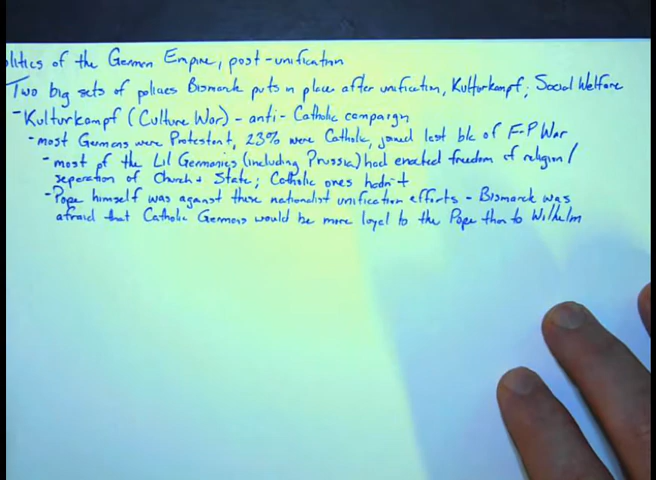 olitics of the German Empire, post-unification
Two big sets of policies Bismarck puts in place after unification, Kulturkampf; Social Welfare
- Kulturkampf (Culture War) - anti-Catholic campaign
- most Germans were Protestant, 23% were Catholic, joined last b/c of F-P War
- most of the Lil Germanies (including Prussia) had enacted freedom of religion/
separation of Church + State; Catholic ones hadn't
- Pope himself was against these nationalist unification efforts - Bismarck was
afraid that Catholic Germans would be more loyal to the Pope than to Wilhelm